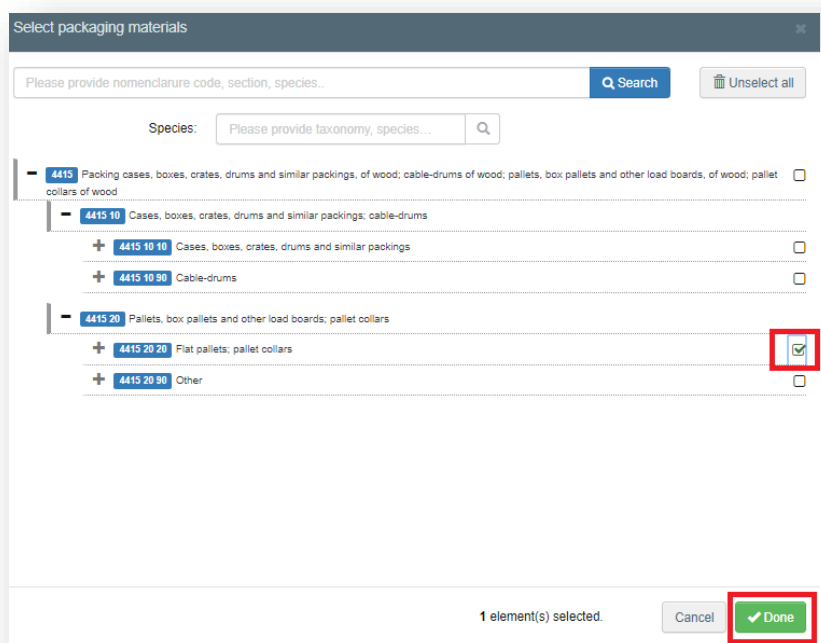 Select packaging materials
Please provide nomenclarure code, section, species..
Search
Unselect all
Species:
Please provide taxonomy, species...
4415 Packing cases, boxes, crates, drums and similar packings, of wood; cable-drums of wood; pallets, box pallets and other load boards, of wood; pallet
collars of wood
4415 10 Cases, boxes, crates, drums and similar packings; cable-drums
4415 10 10 Cases, boxes, crates, drums and similar packings
4415 10 90 Cable-drums
4415 20 Pallets, box pallets and other load boards; pallet collars
4415 20 20 Flat pallets; pallet collars
4415 20 90 Other
1 element(s) selected.
Cancel
Done